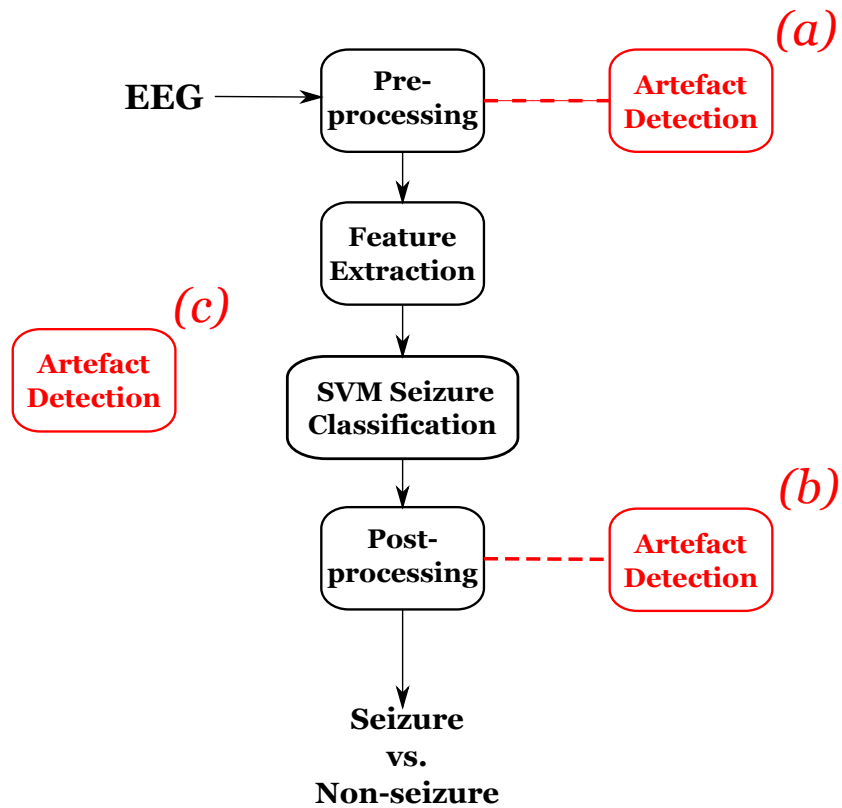 (a)
EEG
Pre-
processing
Artefact
Detection
Feature
Extraction
(c)
Artefact
Detection
SVM Seizure
Classification
(b)
Post-
processing
Artefact
Detection
Seizure
vs.
Non-seizure